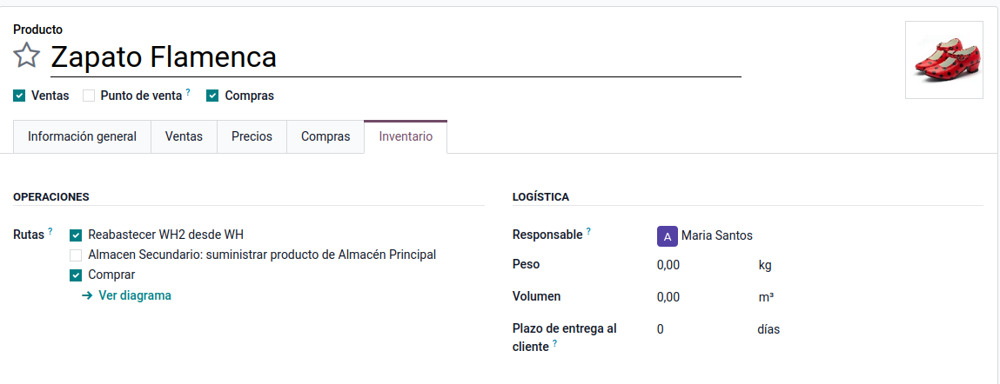 Producto
Zapato Flamenca
Ventas Punto de venta ? Compras
Información general Ventas Precios Compras Inventario
OPERACIONES
Rutas ? Reabastecer WH2 desde WH
Almacen Secundario: suministrar producto de Almacén Principal
Comprar
→ Ver diagrama
LOGÍSTICA
Responsable ? A Maria Santos
Peso 0,00 kg
Volumen 0,00 m³
Plazo de entrega al
cliente ? 0 días